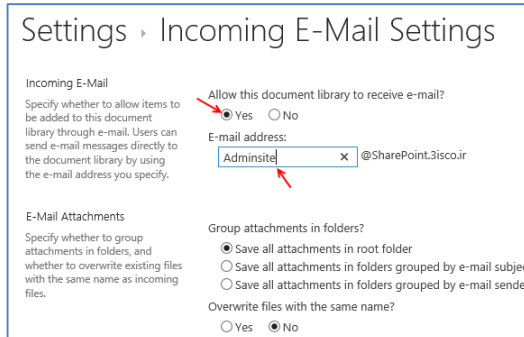 Settings › Incoming E-Mail Settings
Incoming E-Mail
Specify whether to allow items to
be added to this document
library through e-mail. Users can
send e-mail messages directly to
the document library by using
the e-mail address you specify.
Allow this document library to receive e-mail?
Yes No
E-mail address:
Adminsite × @SharePoint.3isco.ir
E-Mail Attachments
Specify whether to group
attachments in folders, and
whether to overwrite existing files
with the same name as incoming
files.
Group attachments in folders?
Save all attachments in root folder
Save all attachments in folders grouped by e-mail subjec
Save all attachments in folders grouped by e-mail sende
Overwrite files with the same name?
Yes No